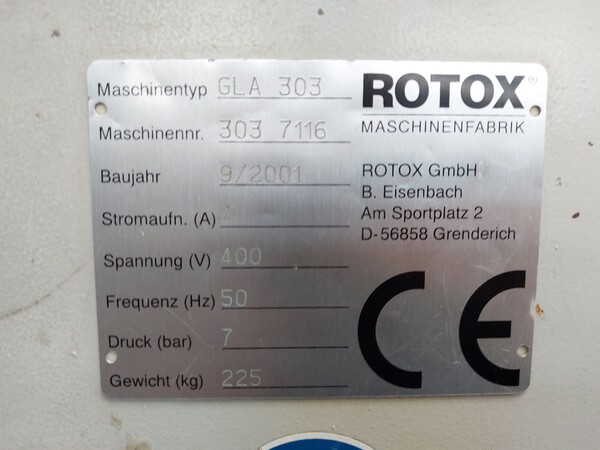 Maschinentyp GLA 303
Maschinennr. 303 7116
Baujahr 9/2001
Stromaufn. (A)
Spannung (V) 400
Frequenz (Hz) 50
Druck (bar) 7
Gewicht (kg) 225
ROTOX®
MASCHINENFABRIK
ROTOX GmbH
B. Eisenbach
Am Sportplatz 2
D-56858 Grenderich
CE